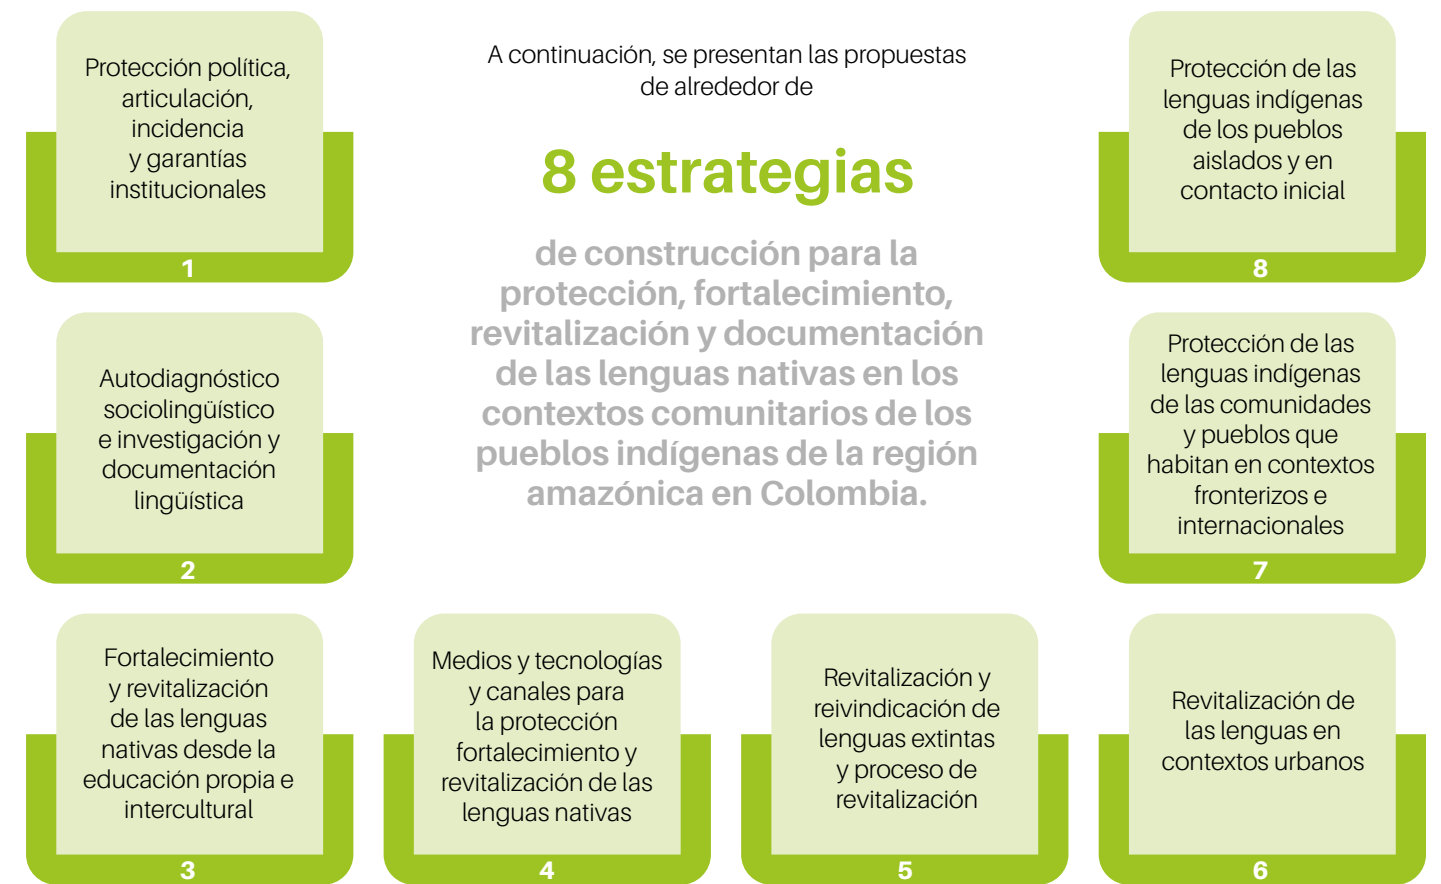 A continuación, se presentan las propuestas
de alrededor de
8 estrategias
de construcción para la
protección, fortalecimiento,
revitalización y documentación
de las lenguas nativas en los
contextos comunitarios de los
pueblos indígenas de la región
amazónica en Colombia.
Protección política,
articulación,
incidencia
y garantías
institucionales
1
Autodiagnóstico
sociolingüístico
e investigación y
documentación
lingüística
2
Fortalecimiento
y revitalización
de las lenguas
nativas desde la
educación propia e
intercultural
3
Medios y tecnologías
y canales para
la protección
fortalecimiento y
revitalización de las
lenguas nativas
4
Revitalización y
reivindicación de
lenguas extintas
y proceso de
revitalización
5
Revitalización de
las lenguas en
contextos urbanos
6
Protección de las
lenguas indígenas
de las comunidades
y pueblos que
habitan en contextos
fronterizos e
internacionales
7
Protección de las
lenguas indígenas
de los pueblos
aislados y en
contacto inicial
8